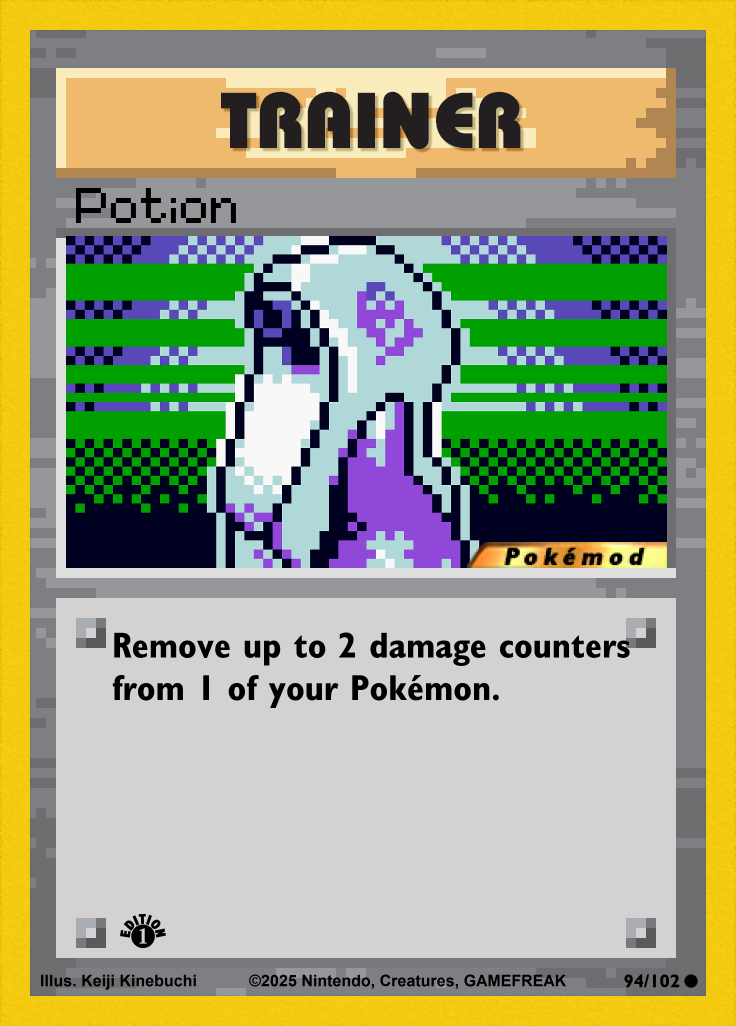 TRAINER
Potion
Pokémod
Remove up to 2 damage counters
from 1 of your Pokémon.
EDITION
1
Illus. Keiji Kinebuchi ©2025 Nintendo, Creatures, GAMEFREAK 94/102